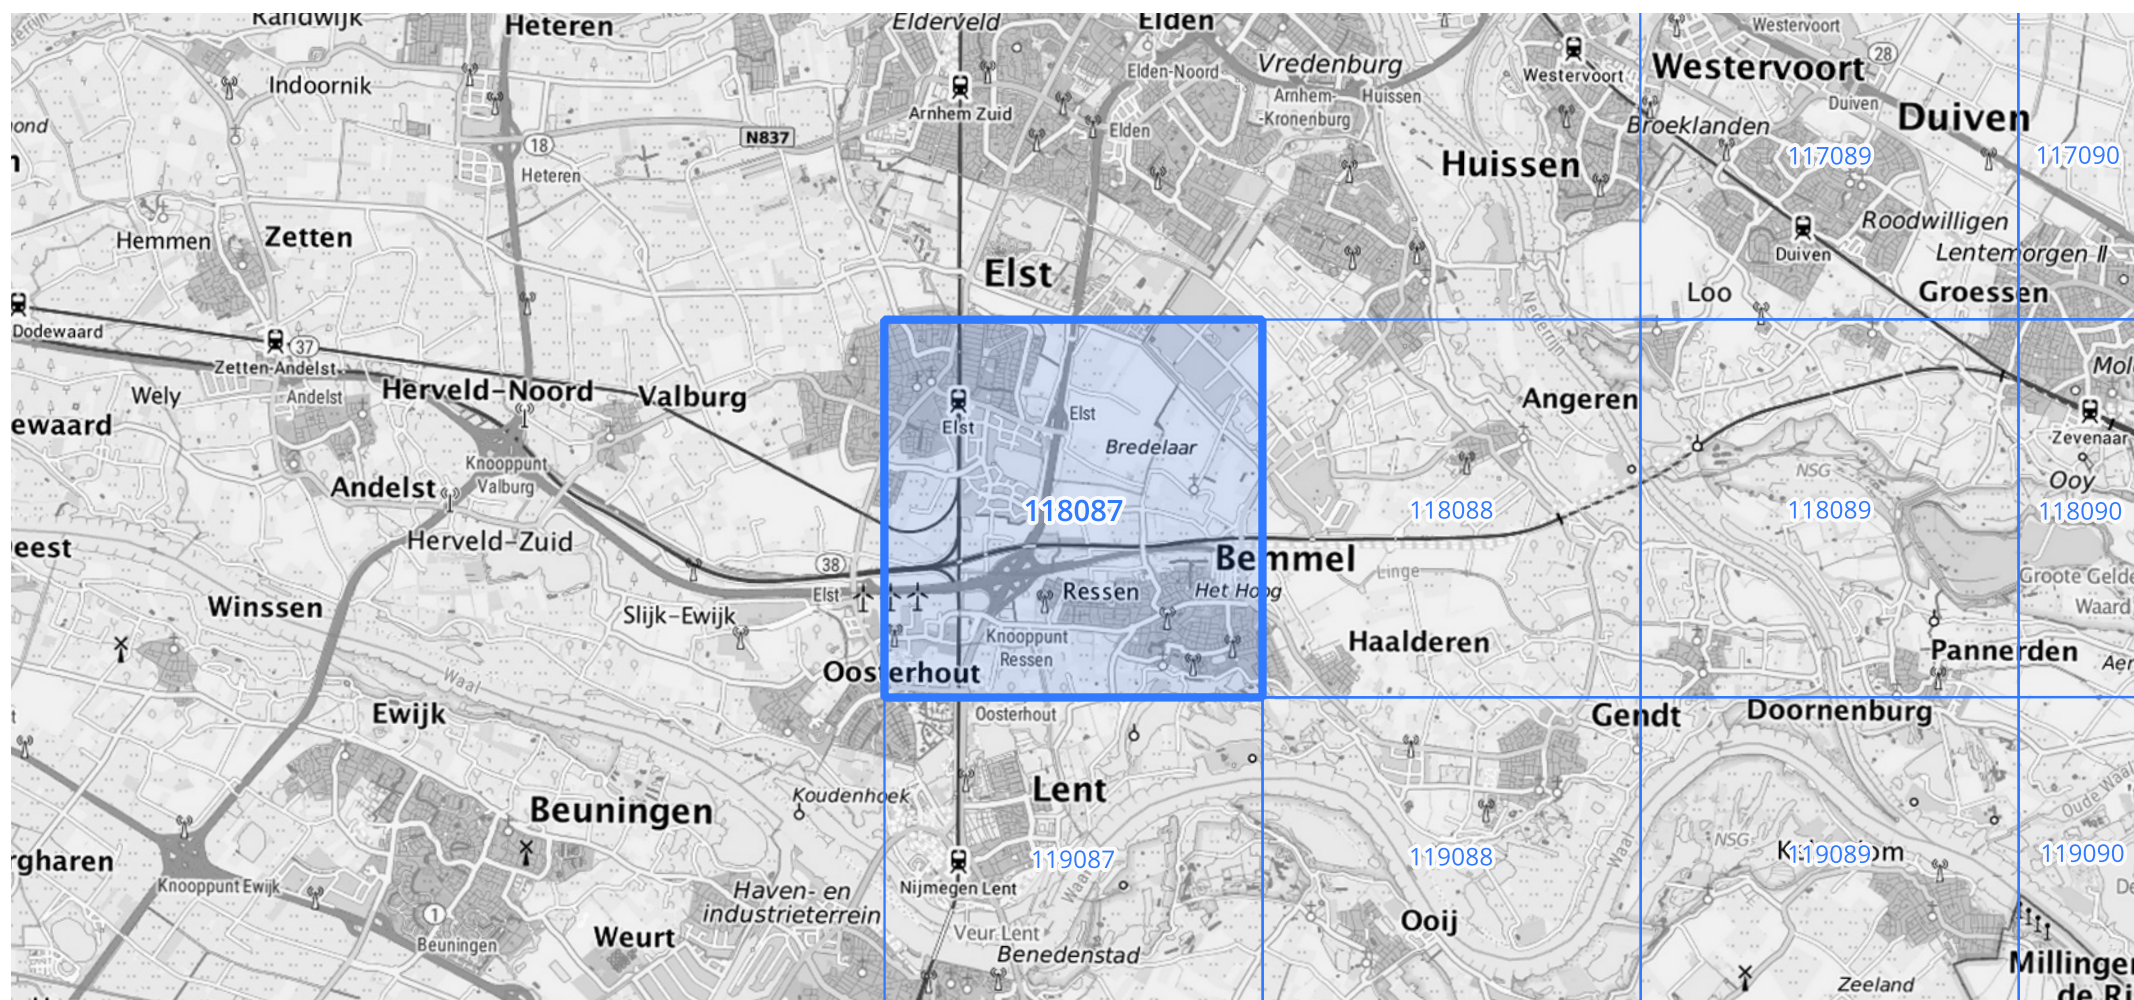 Randwijk
Heteren
Elderveld
Elden
Westervoort
28
Indoornik
Elden-Noord
Vredenburg
Westervoort
Westervoort
Duiven
Arnhem Zuid
Arnhem-
-Kronenburg
Huissen
Duiven
Broeklanden
Elden
N837
18
Heteren
Huissen
117089
117090
Hemmen
Zetten
Roodwilligen
Lentemorgen II
Duiven
Elst
Loo
Groessen
Nederrijn
Dodewaard
37
Zetten-Andelst
Wely
Andelst
Herveld-Noord
Valburg
Angeren
Elst
Elst
Bredelaar
Zevenaar
ewaard
Knooppunt
Valburg
Andelst
NSG
Ooy
118087
118088
118089
118090
Herveld-Zuid
eest
38
Bemmel
Linge
Elst
Ressen
Het Hoog
Groote Gelde
Waard
Winssen
Slijk-Ewijk
Knooppunt
Ressen
Haalderen
Pannerden
Oosterhout
Waal
Ewijk
Oosterhout
Gendt
Doornenburg
Koudenhoek
Lent
Beuningen
Oude Waal
NSG
Waal
119087
119088
119089
119090
rgharen
Knooppunt Ewijk
Haven- en
industrieterrein
Nijmegen Lent
Waal
1
Beuningen
Weurt
Veur-Lent
Benedenstad
Ooij
Zeeland
Millingen